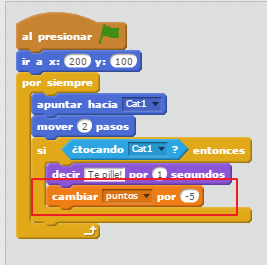 al presionar
ir a x: 200 y: 100
por siempre
apuntar hacia Cat1
mover 2 pasos
si ¿tocando Cat1 ? entonces
decir Te pille! por 1 segundos
cambiar puntos por -5